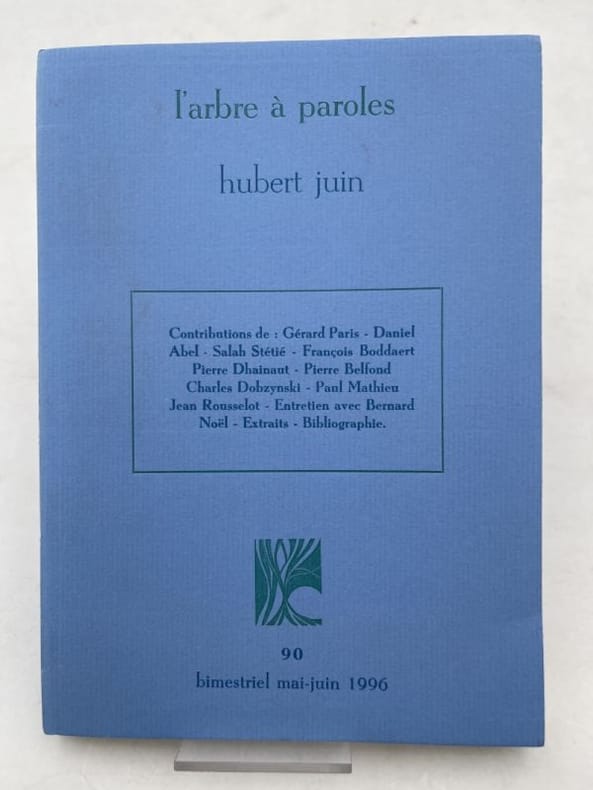 l'arbre à paroles
hubert juin
Contributions de : Gérard Paris - Daniel
Abel - Salah Stétié - François Boddaert
Pierre Dhainaut - Pierre Belfond
Charles Dobzynski - Paul Mathieu
Jean Rousselot - Entretien avec Bernard
Noël - Extraits - Bibliographie.
90
bimestriel mai-juin 1996